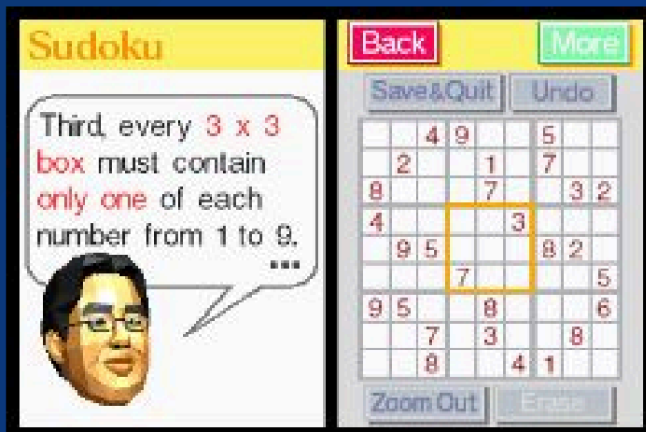 Sudoku
Third, every 3 x 3
box must contain
only one of each
number from 1 to 9.
...
Back More
Save&Quit Undo
4 9 5
2 1 7
8 7 3 2
4 3
9 5 8 2
7 5
9 5 8 6
7 3 8
8 4 1
Zoom Out Erase